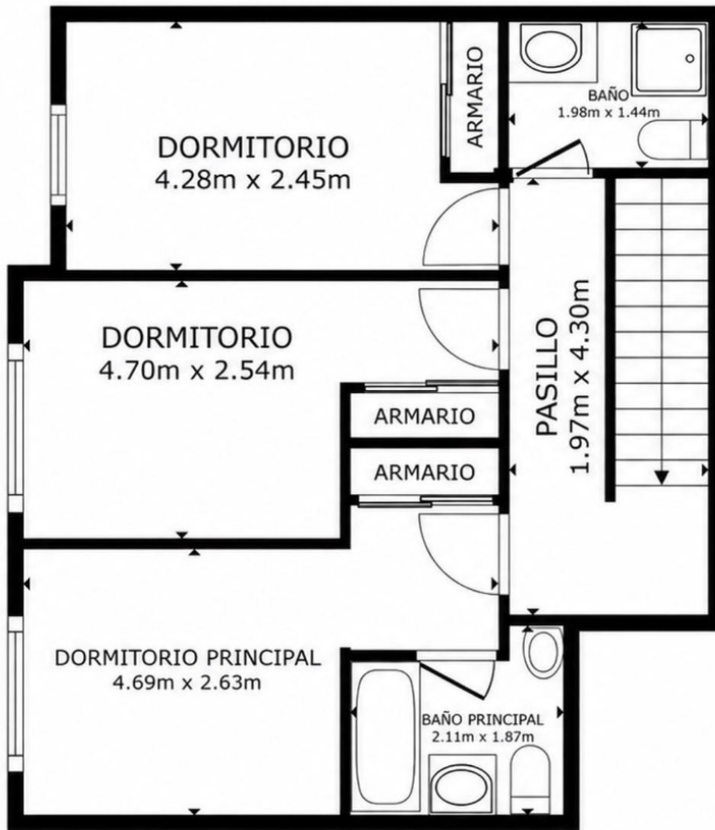 DORMITORIO
4.28m x 2.45m
ARMARIO
BAÑO
1.98m x 1.44m
DORMITORIO
4.70m x 2.54m
ARMARIO
ARMARIO
PASILLO
1.97m x 4.30m
DORMITORIO PRINCIPAL
4.69m x 2.63m
BAÑO PRINCIPAL
2.11m x 1.87m